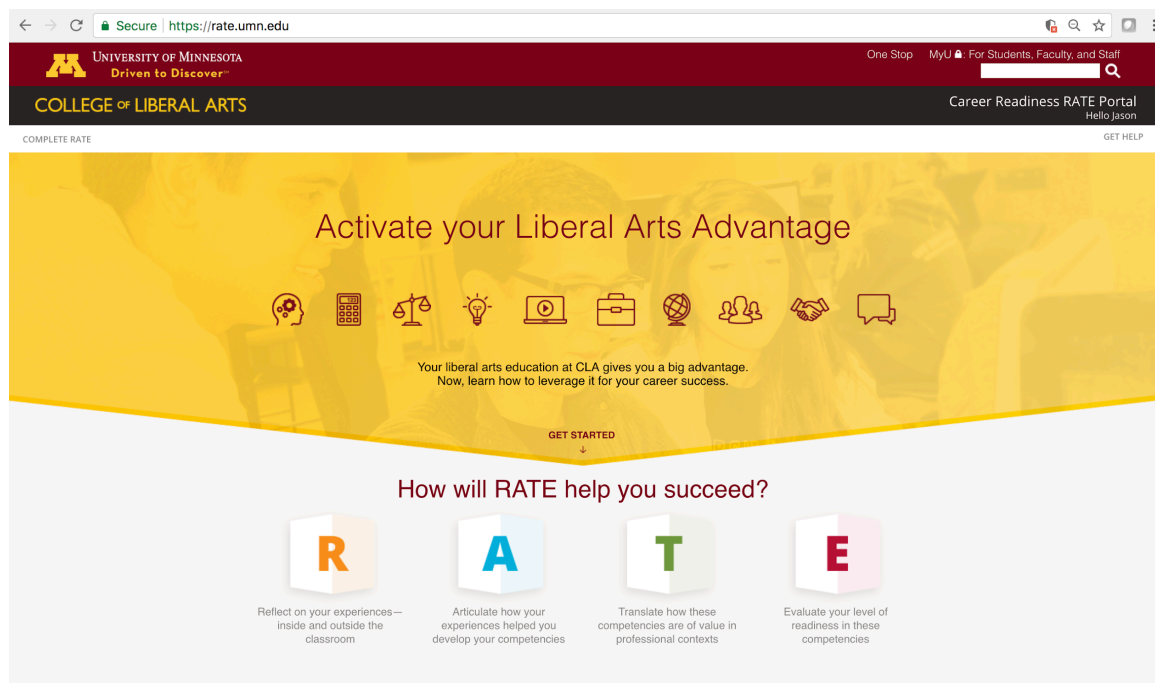 Secure | https://rate.umn.edu
UNIVERSITY OF MINNESOTA
Driven to Discover℠
One Stop MyU : For Students, Faculty, and Staff
COLLEGE OF LIBERAL ARTS
Career Readiness RATE Portal
Hello Jason
COMPLETE RATE
GET HELP
Activate your Liberal Arts Advantage
Your liberal arts education at CLA gives you a big advantage.
Now, learn how to leverage it for your career success.
GET STARTED
↓
How will RATE help you succeed?
R A T E
Reflect on your experiences—
inside and outside the
classroom
Articulate how your
experiences helped you
develop your competencies
Translate how these
competencies are of value in
professional contexts
Evaluate your level of
readiness in these
competencies